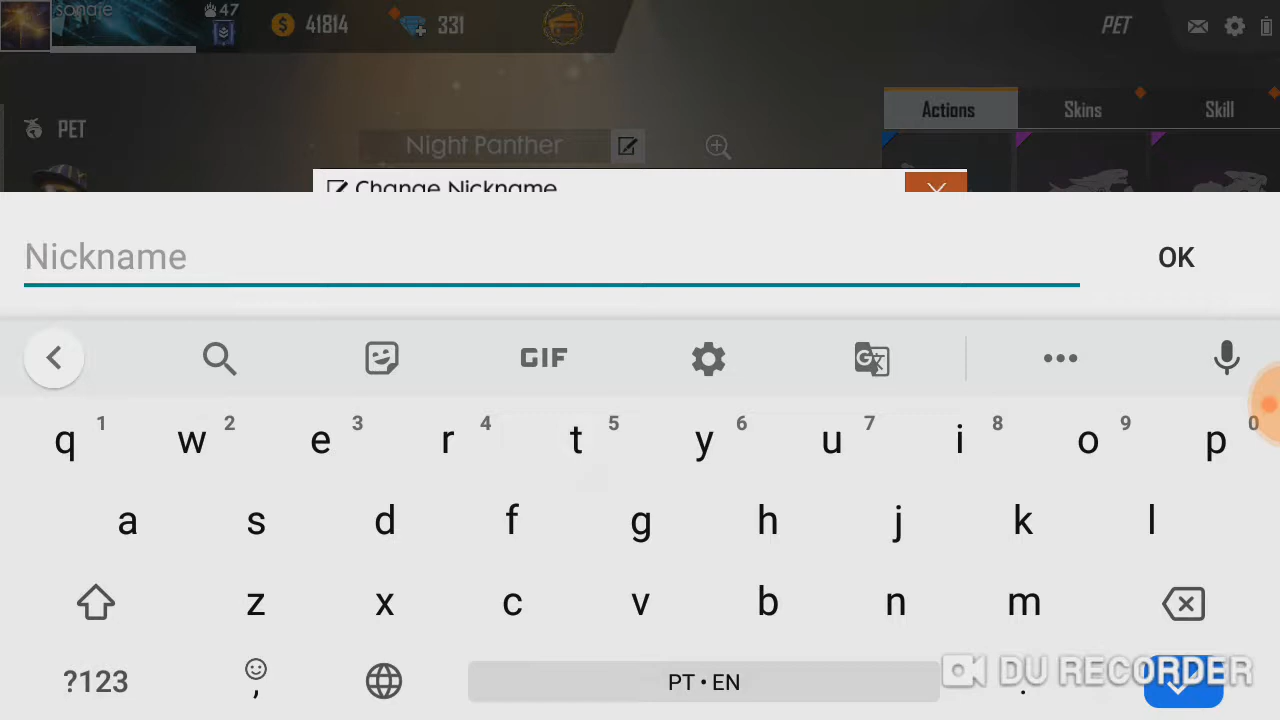 sonaie
47
41814
331
PET
PET
Night Panther
Actions
Skins
Skill
Change Nickname
Nickname
OK
GIF
q 1 w 2 e 3 r 4 t 5 y 6 u 7 i 8 o 9 p 0
a s d f g h j k l
z x c v b n m
?123 , PT • EN .
DU RECORDER